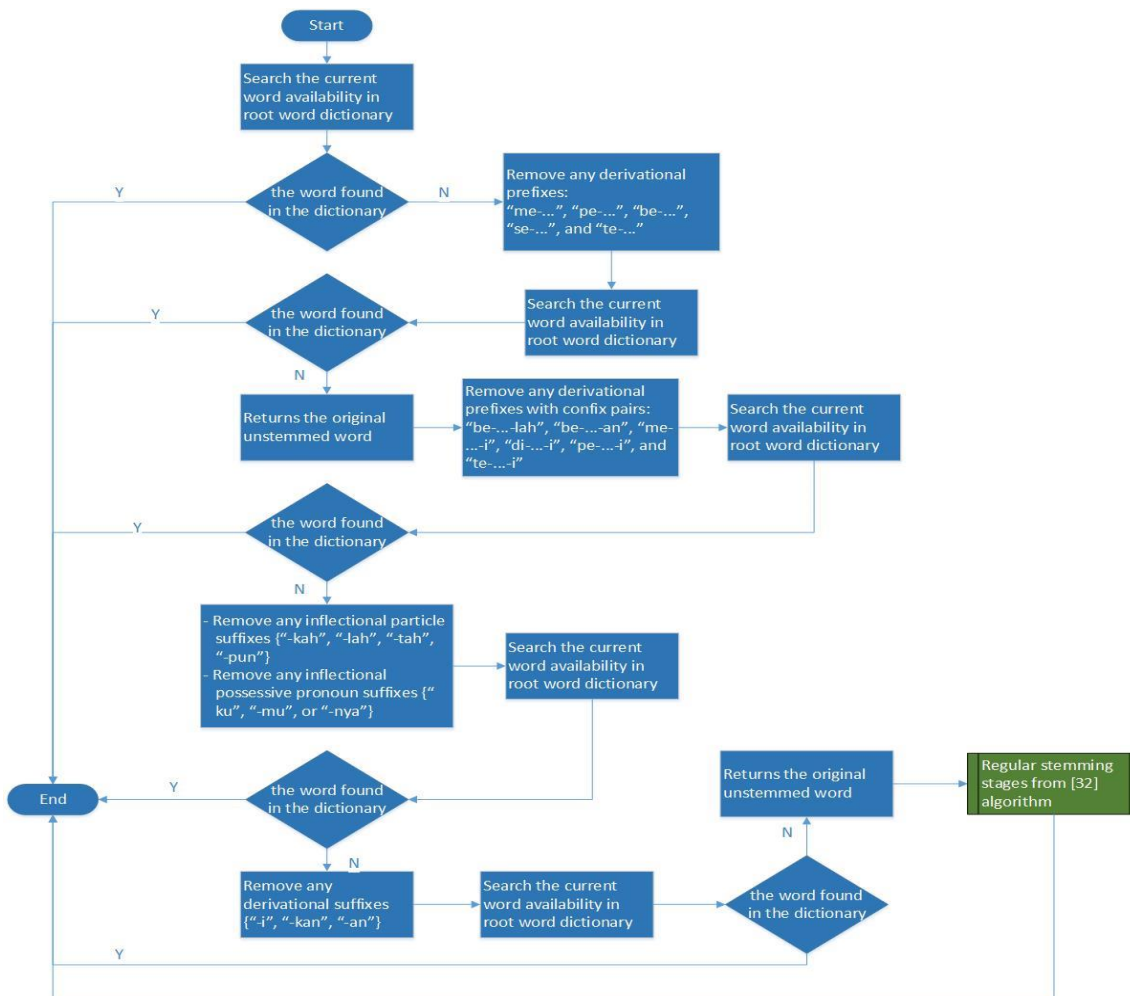 Start
Search the current
word availability in
root word dictionary
the word found
in the dictionary
Y
N
Remove any derivational
prefixes:
“me-...”, “pe-...”, “be-...”,
“se-...”, and “te-...”
Search the current
word availability in
root word dictionary
the word found
in the dictionary
Y
N
Returns the original
unstemmed word
Remove any derivational
prefixes with confix pairs:
“be-...-lah”, “be-...-an”, “me-
...-i”, “di-...-i”, “pe-...-i”, and
“te-...-i”
Search the current
word availability in
root word dictionary
the word found
in the dictionary
Y
N
- Remove any inflectional particle
suffixes {“-kah”, “-lah”, “-tah”,
“-pun”}
- Remove any inflectional
possessive pronoun suffixes {“
ku”, “-mu”, or “-nya”}
Search the current
word availability in
root word dictionary
the word found
in the dictionary
Y
End
N
Remove any
derivational suffixes
{“-i”, “-kan”, “-an”}
Search the current
word availability in
root word dictionary
the word found
in the dictionary
N
Returns the original
unstemmed word
Regular stemming
stages from [32]
algorithm
Y